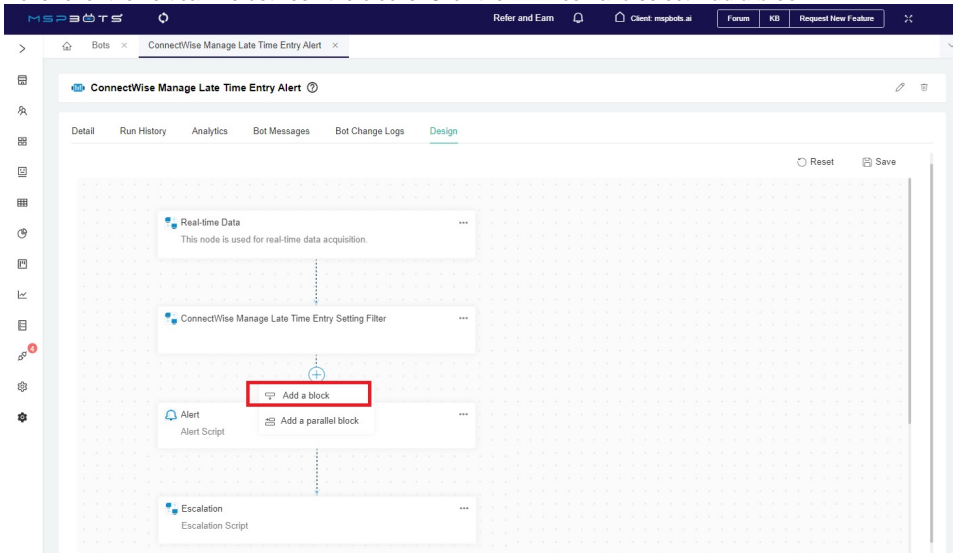 MSPBOTS
Refer and Earn
Client: mspbots.ai
Forum
KB
Request New Feature
Bots ×
ConnectWise Manage Late Time Entry Alert ×
ConnectWise Manage Late Time Entry Alert
Detail
Run History
Analytics
Bot Messages
Bot Change Logs
Design
Reset
Save
Real-time Data
This node is used for real-time data acquisition.
ConnectWise Manage Late Time Entry Setting Filter
Add a block
Alert
Add a parallel block
Alert Script
4
Escalation
Escalation Script